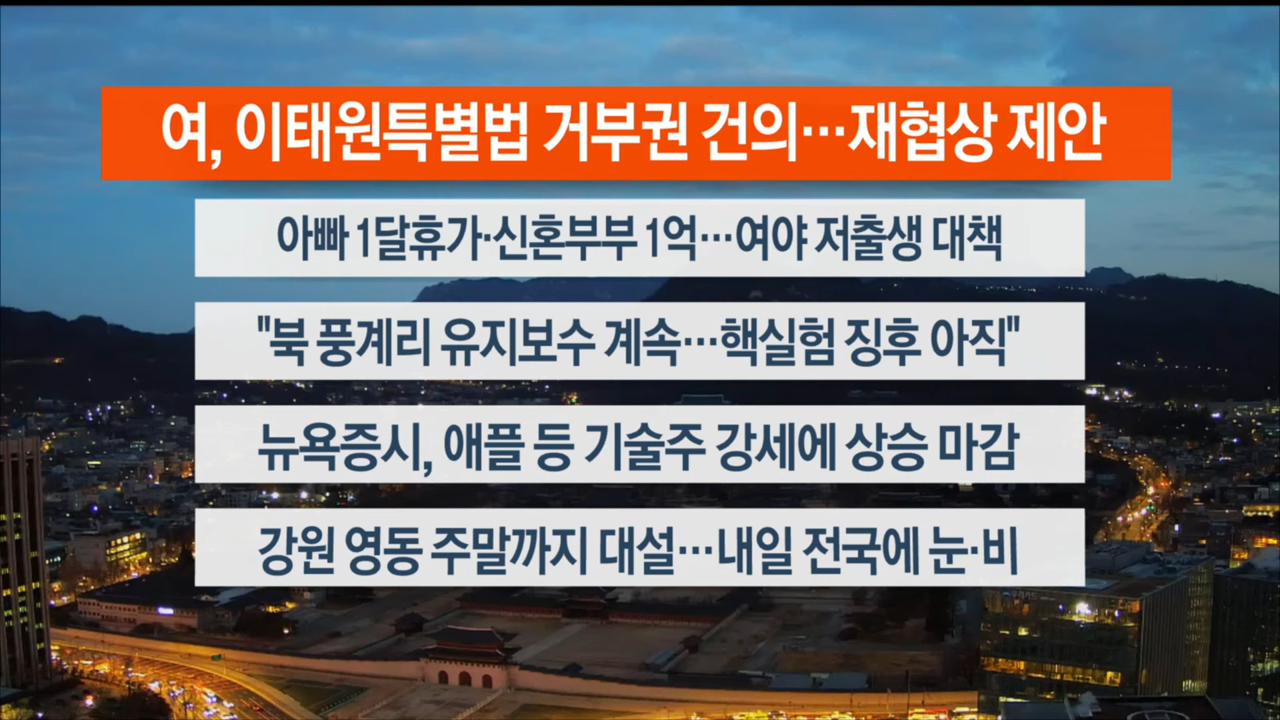 여, 이태원특별법 거부권 건의…재협상 제안
아빠 1달휴가·신혼부부 1억…여야 저출생 대책
"북 풍계리 유지보수 계속…핵실험 징후 아직"
뉴욕증시, 애플 등 기술주 강세에 상승 마감
강원 영동 주말까지 대설…내일 전국에 눈·비